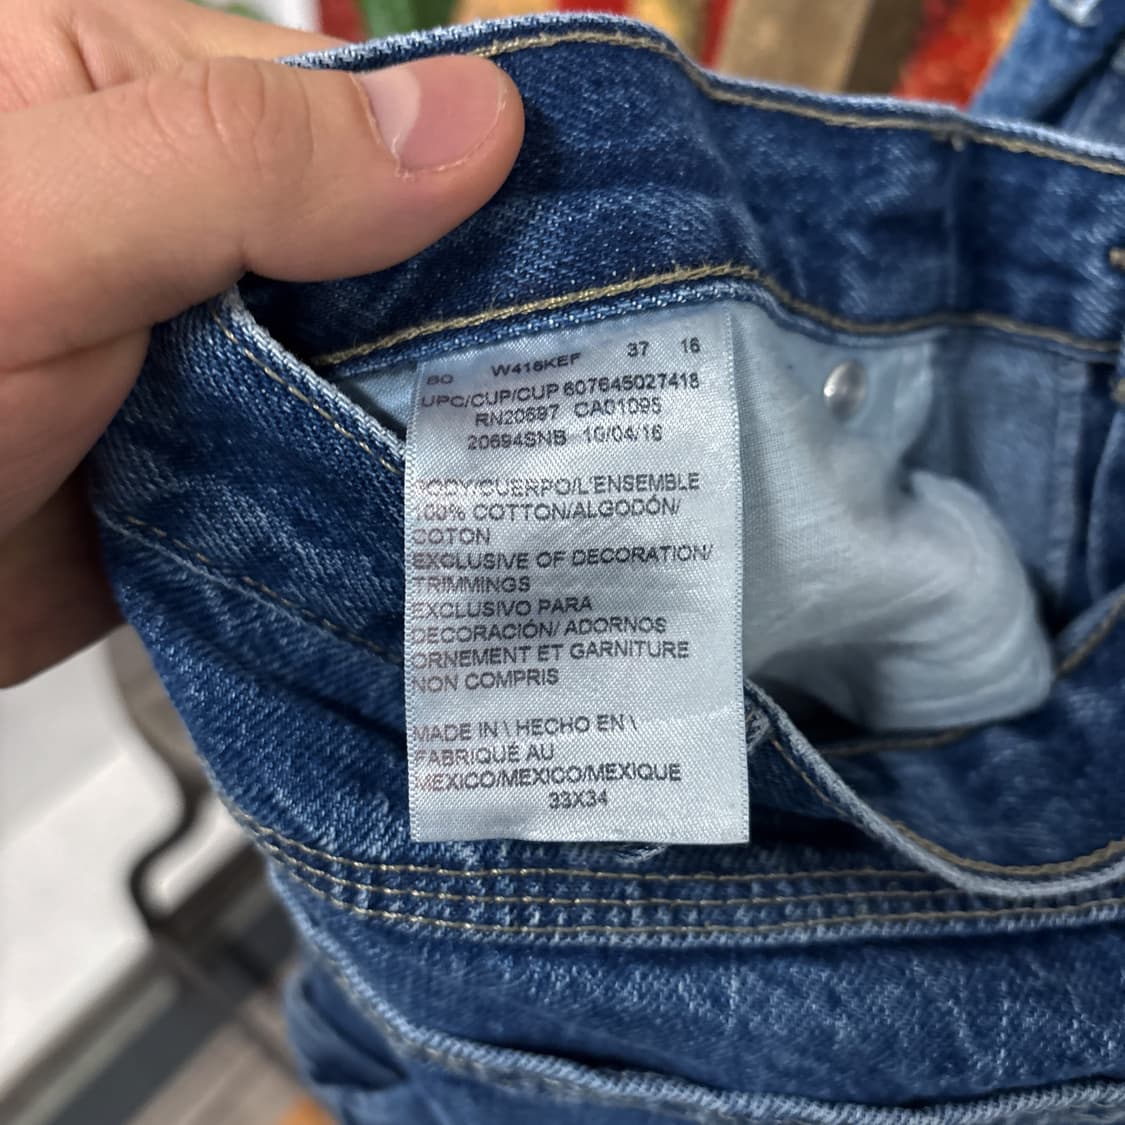 BO W416KEF 37 16
UPC/CUP/CUP 607645027418
RN20697 CA01095
20694SNB 10/04/16
BODY/CUERPO/L'ENSEMBLE
100% COTTON/ALGODÓN/
COTON
EXCLUSIVE OF DECORATION/
TRIMMINGS
EXCLUSIVO PARA
DECORACIÓN/ ADORNOS
ORNEMENT ET GARNITURE
NON COMPRIS
MADE IN \ HECHO EN \
FABRIQUÉ AU
MEXICO/MEXICO/MEXIQUE
33X34